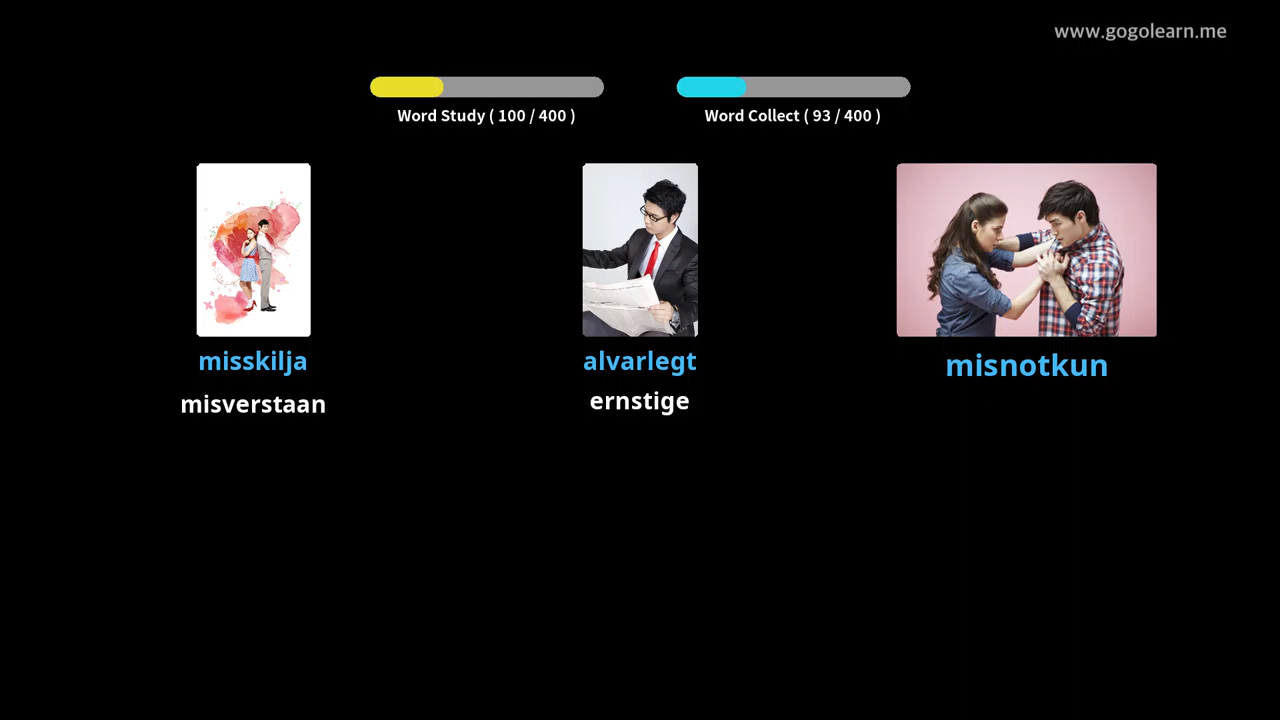 www.gogolearn.me
Word Study ( 100 / 400 )
Word Collect ( 93 / 400 )
misskilja
alvarlegt
misnotkun
misverstaan
ernstige